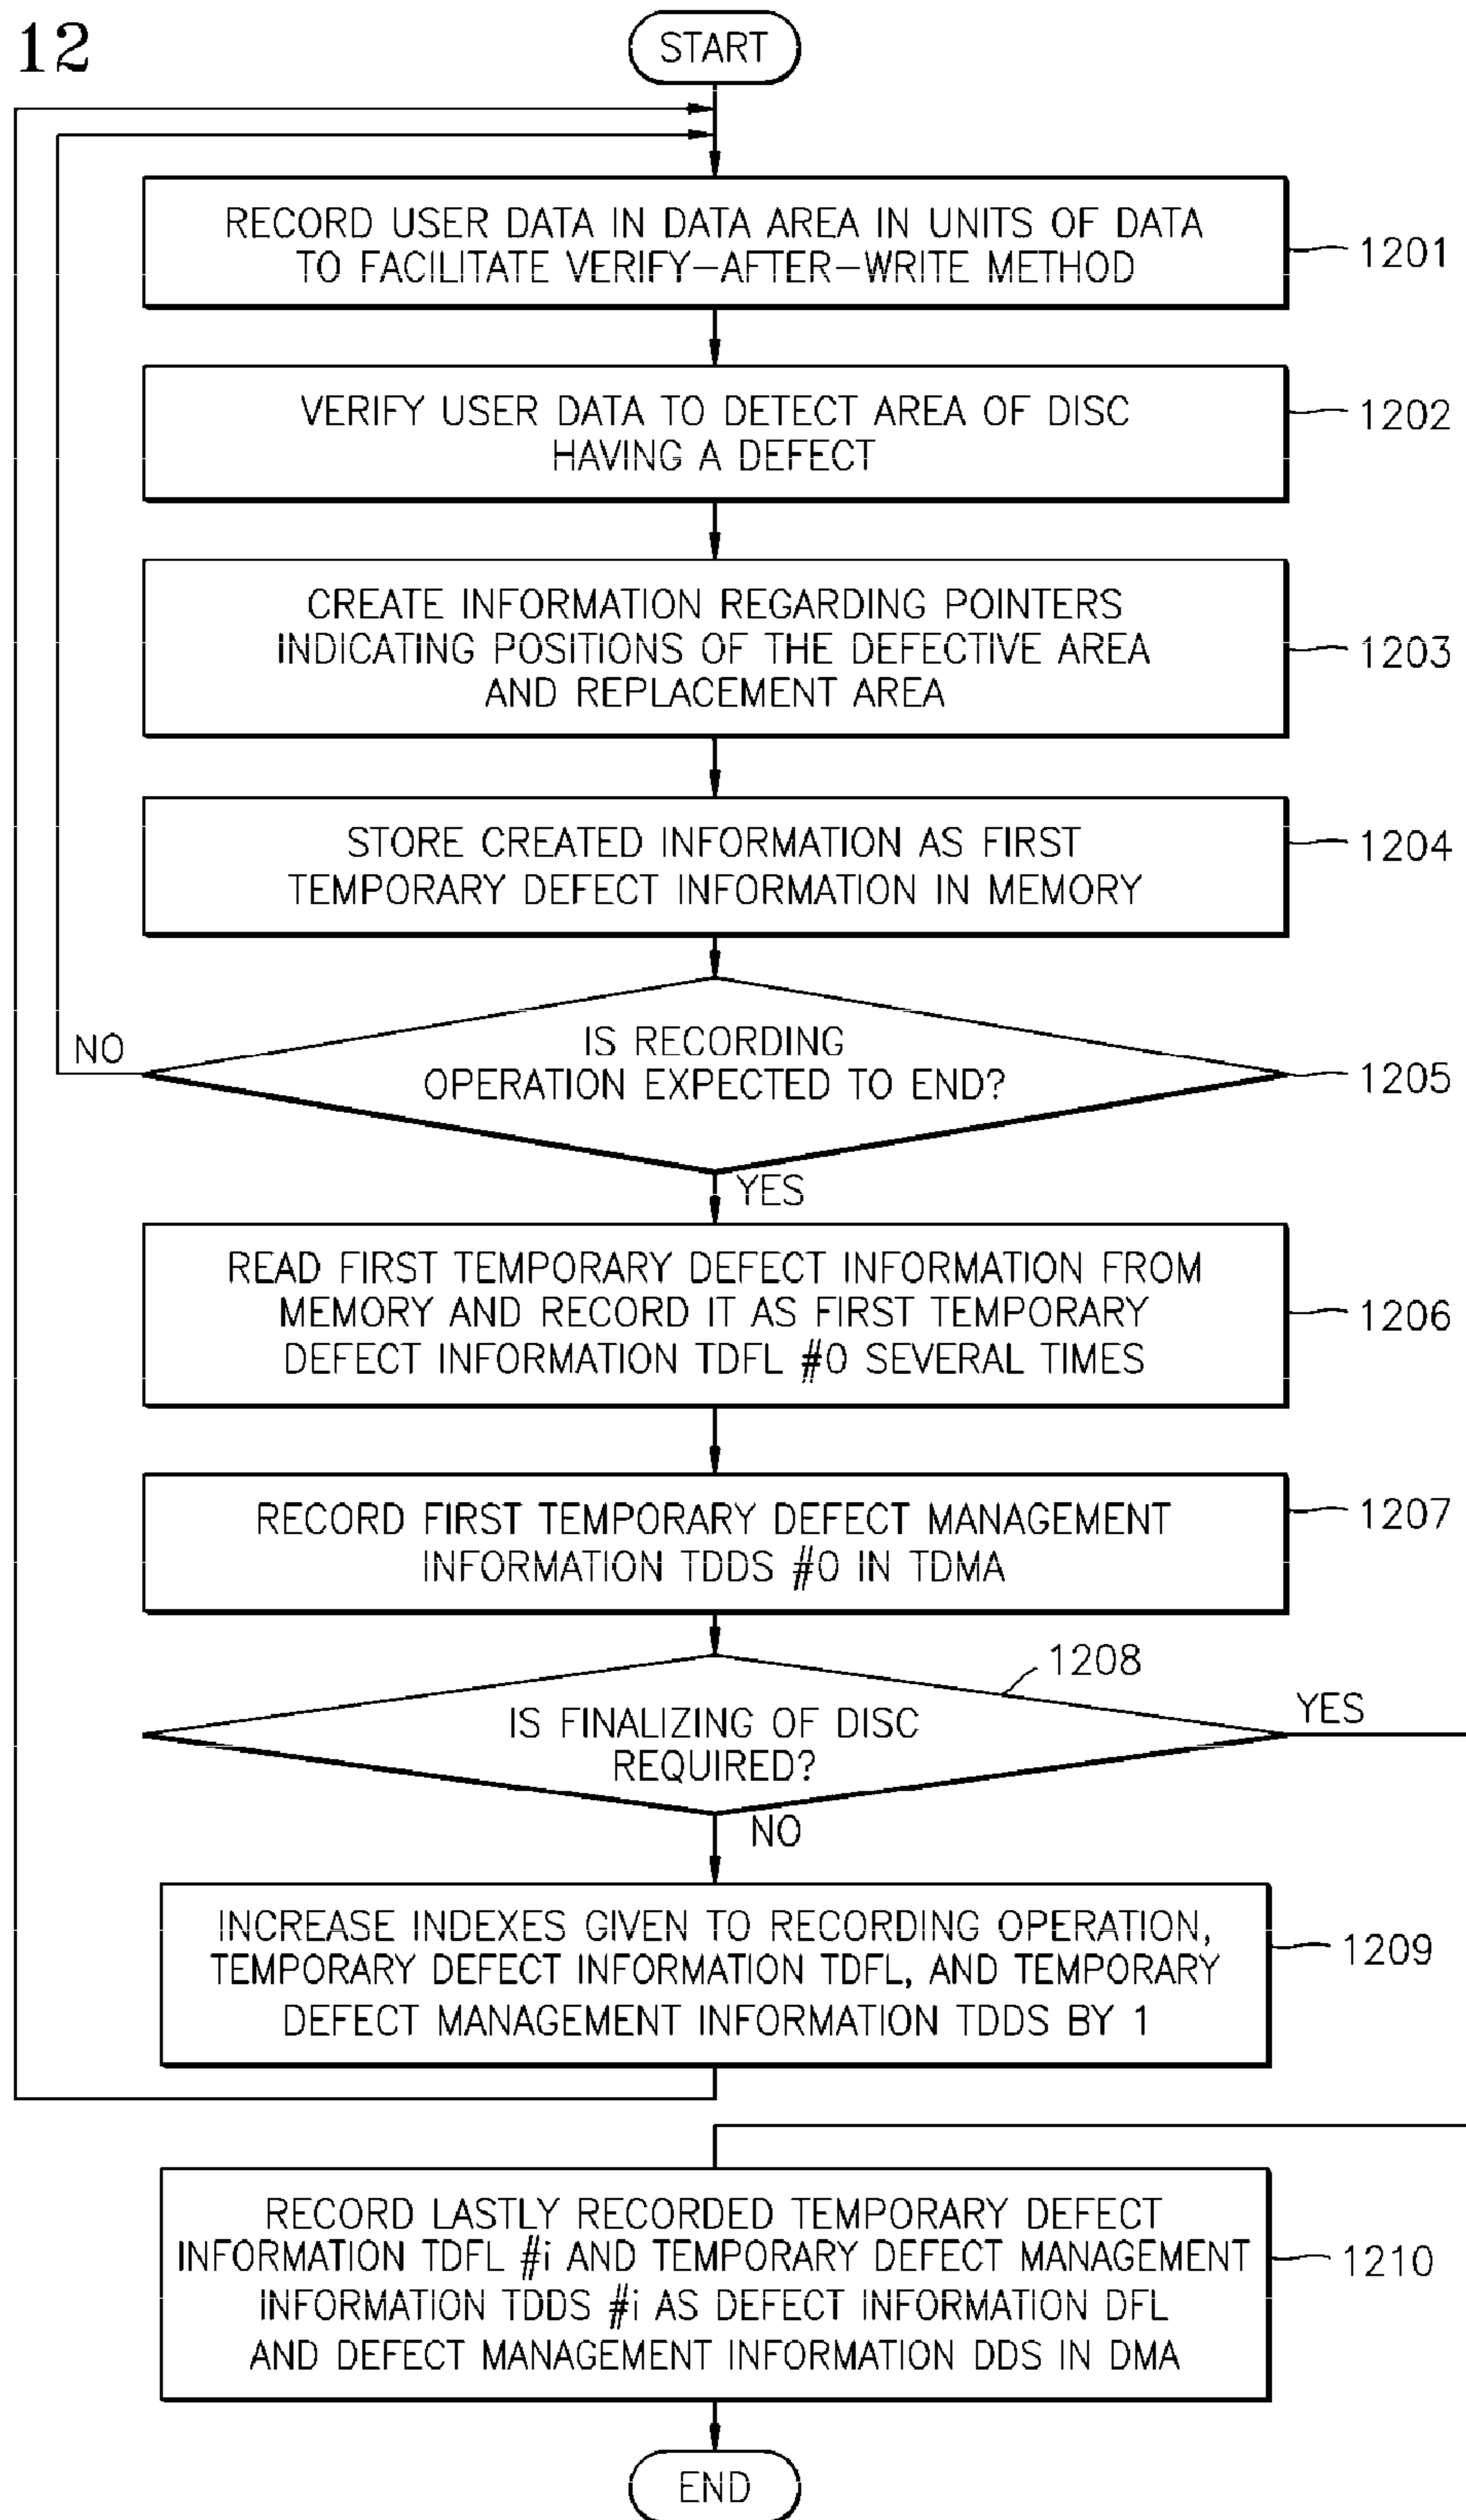 12
START
RECORD USER DATA IN DATA AREA IN UNITS OF DATA
TO FACILITATE VERIFY-AFTER-WRITE METHOD
1201
VERIFY USER DATA TO DETECT AREA OF DISC
HAVING A DEFECT
1202
CREATE INFORMATION REGARDING POINTERS
INDICATING POSITIONS OF THE DEFECTIVE AREA
AND REPLACEMENT AREA
1203
STORE CREATED INFORMATION AS FIRST
TEMPORARY DEFECT INFORMATION IN MEMORY
1204
NO
IS RECORDING
OPERATION EXPECTED TO END?
1205
YES
READ FIRST TEMPORARY DEFECT INFORMATION FROM
MEMORY AND RECORD IT AS FIRST TEMPORARY
DEFECT INFORMATION TDFL #0 SEVERAL TIMES
1206
RECORD FIRST TEMPORARY DEFECT MANAGEMENT
INFORMATION TDDS #0 IN TDMA
1207
1208
YES
IS FINALIZING OF DISC
REQUIRED?
NO
INCREASE INDEXES GIVEN TO RECORDING OPERATION,
TEMPORARY DEFECT INFORMATION TDFL, AND TEMPORARY
DEFECT MANAGEMENT INFORMATION TDDS BY 1
1209
RECORD LASTLY RECORDED TEMPORARY DEFECT
INFORMATION TDFL #i AND TEMPORARY DEFECT MANAGEMENT
INFORMATION TDDS #i AS DEFECT INFORMATION DFL
AND DEFECT MANAGEMENT INFORMATION DDS IN DMA
1210
END